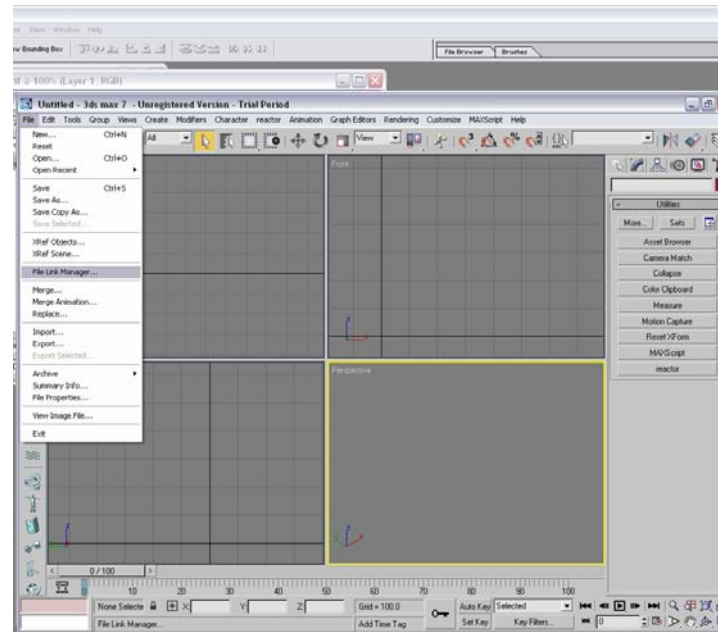 View Window Help
w Bounding Box
File Browser Brushes
@ 100% (Layer 1, RGB)
Untitled - 3ds max 7 - Unregistered Version - Trial Period
File Edit Tools Group Views Create Modifiers Character reactor Animation Graph Editors Rendering Customize MAXScript Help
All
View
New... Ctrl+N
Reset
Open... Ctrl+O
Open Recent
Save Ctrl+S
Save As...
Save Copy As...
Save Selected...
XRef Objects...
XRef Scene...
File Link Manager...
Merge...
Merge Animation...
Replace...
Import...
Export...
Export Selected...
Archive
Summary Info...
File Properties...
View Image File...
Exit
Front
Perspective
Utilities
More... Sets
Asset Browser
Camera Match
Collapse
Color Clipboard
Measure
Motion Capture
Reset XForm
MAXScript
reactor
0 / 100
0 10 20 30 40 50 60 70 80 90 100
None Selecte X Y Z Grid = 100.0 Auto Key Selected
File Link Manager... Add Time Tag Set Key Key Filters... 0